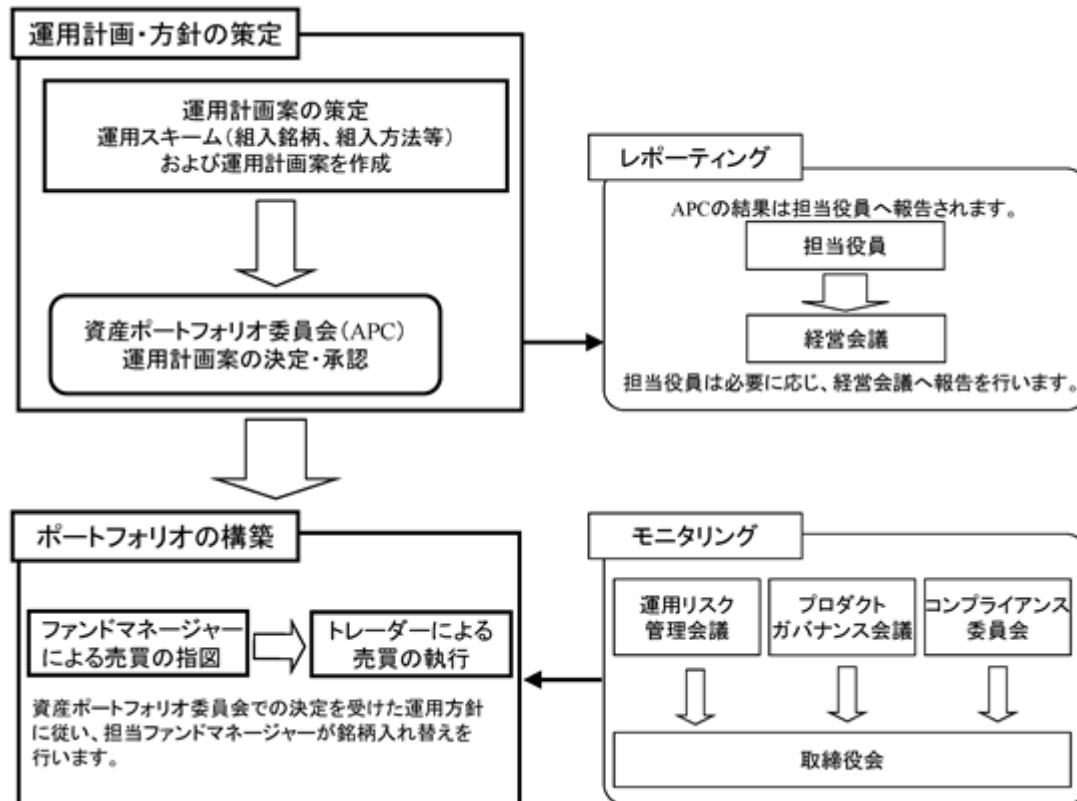 運用計画・方針の策定
運用計画案の策定
運用スキーム(組入銘柄、組入方法等)
および運用計画案を作成
資産ポートフォリオ委員会(APC)
運用計画案の決定・承認
レポーティング
APCの結果は担当役員へ報告されます。
担当役員
経営会議
担当役員は必要に応じ、経営会議へ報告を行います。
ポートフォリオの構築
ファンドマネージャー
による売買の指図
トレーダーによる
売買の執行
資産ポートフォリオ委員会での決定を受けた運用方針
に従い、担当ファンドマネージャーが銘柄入れ替えを
行います。
モニタリング
運用リスク
管理会議
プロダクト
ガバナンス会議
コンプライアンス
委員会
取締役会